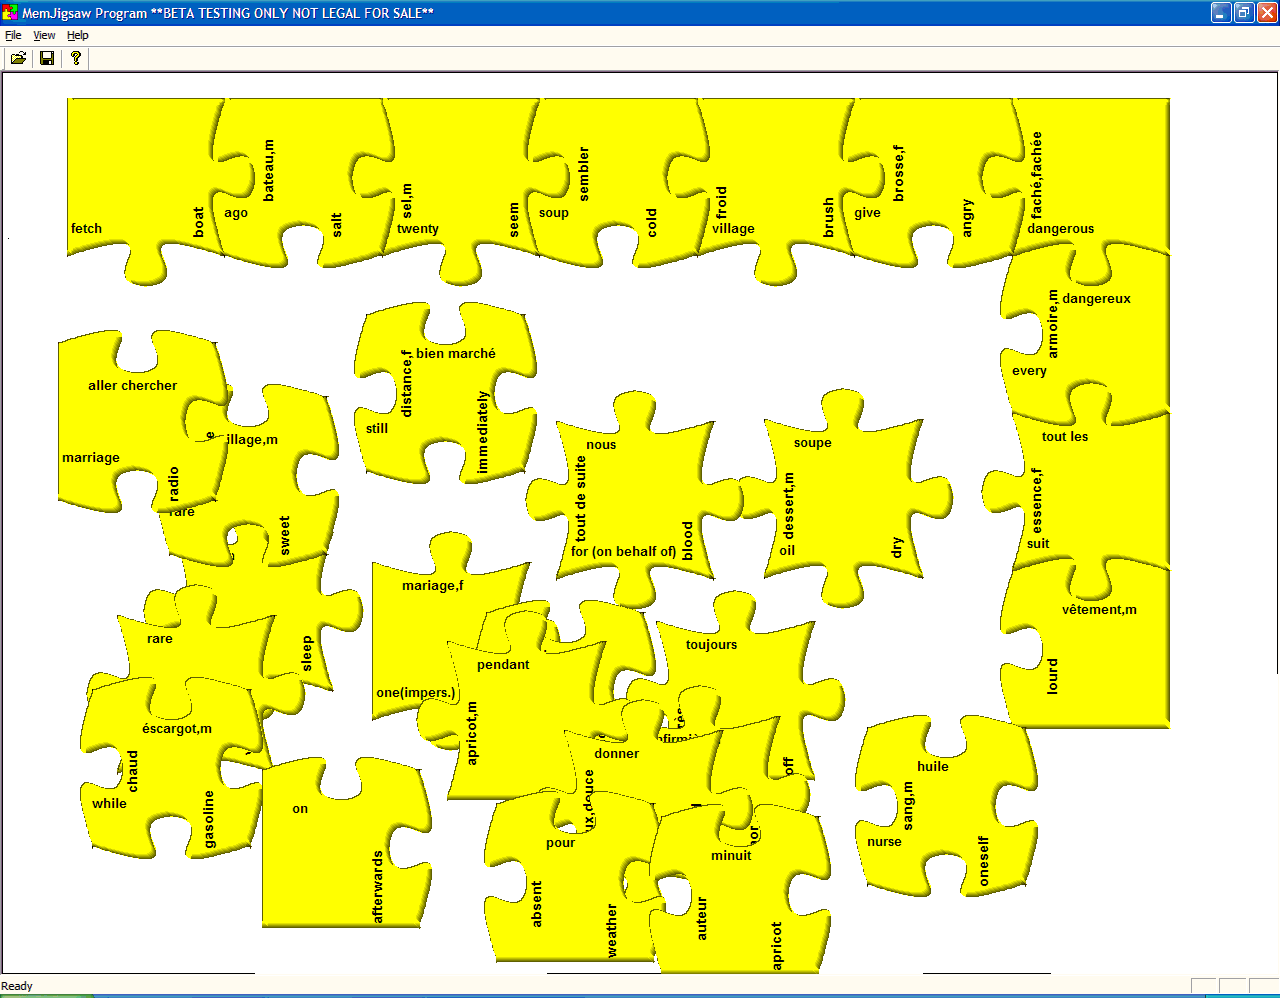 MemJigsaw Program **BETA TESTING ONLY NOT LEGAL FOR SALE**
File View Help
fetch
boat
bateau,m
ago
salt
sel,m
twenty
seem
sembler
soup
cold
froid
village
brush
brosse,f
give
angry
faché,fachée
dangerous
dangereux
armoire,m
every
tout les
essence,f
suit
vêtement,m
lourd
aller chercher
marriage
radio
illage,m
rare
sweet
bien marché
distance,f
still
immediately
nous
tout de suite
for (on behalf of)
blood
soupe
dessert,m
oil
dry
sleep
rare
éscargot,m
chaud
while
gasoline
mariage,f
one(impers.)
pendant
apricot,m
toujours
off
donner
ux,douce
on
afterwards
pour
absent
weather
minuit
auteur
apricot
huile
sang,m
nurse
oneself
Ready